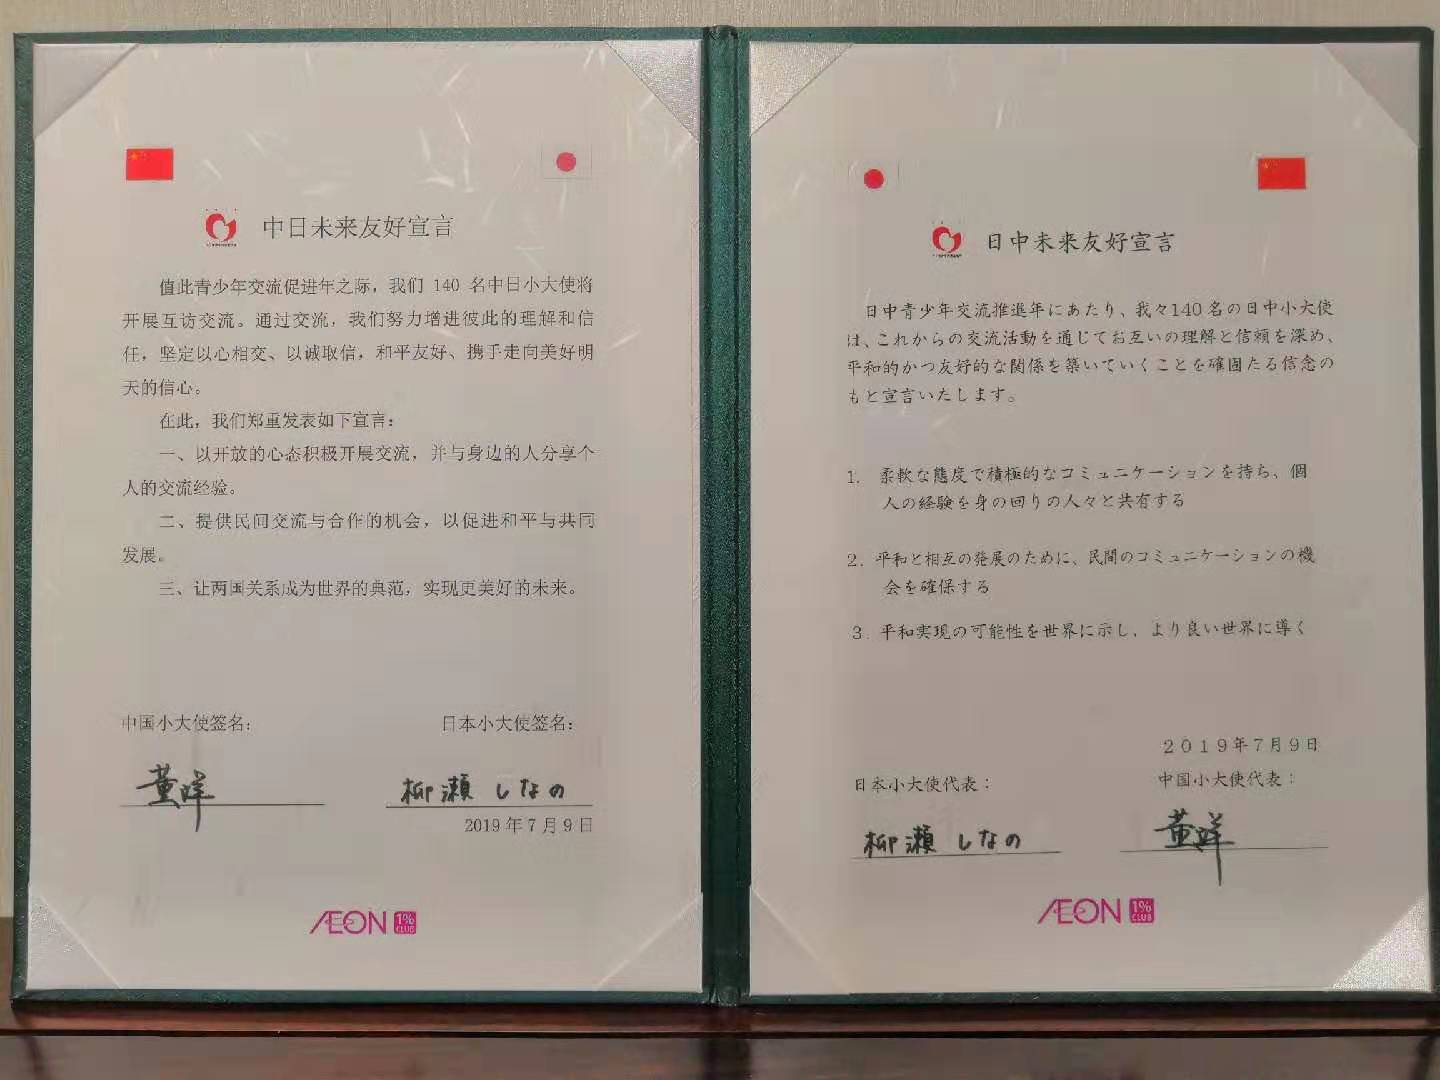 中日未来友好宣言
值此青少年交流促进年之际，我们 140 名中日小大使将
开展互访交流。通过交流，我们努力增进彼此的理解和信
任，坚定以心相交、以诚取信，和平友好、携手走向美好明
天的信心。
在此，我们郑重发表如下宣言：
一、以开放的心态积极开展交流，并与身边的人分享个
人的交流经验。
二、提供民间交流与合作的机会，以促进和平与共同
发展。
三、让两国关系成为世界的典范，实现更美好的未来。
中国小大使签名：
日本小大使签名：
柳瀬 しなの
2019 年 7 月 9 日
ÆON 1% CLUB
日中未来友好宣言
日中青少年交流推進年にあたり、我々140 名の日中小大使
は、これからの交流活動を通じてお互いの理解と信頼を深め、
平和的かつ友好的な関係を築いていくことを確固たる信念の
もと宣言いたします。
1. 柔軟な態度で積極的なコミュニケーションを持ち、個
人の経験を身の回りの人々と共有する
2. 平和と相互の発展のために、民間のコミュニケーションの機
会を確保する
3. 平和実現の可能性を世界に示し、より良い世界に導く
２０１９年７月９日
日本小大使代表：
中国小大使代表：
柳瀬 しなの
ÆON 1% CLUB